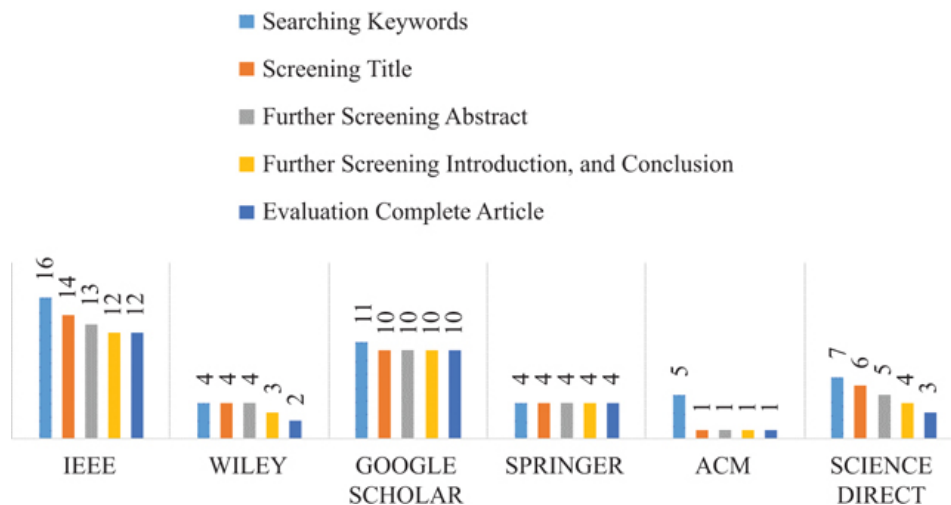 Searching Keywords
Screening Title
Further Screening Abstract
Further Screening Introduction, and Conclusion
Evaluation Complete Article
16 14 13 12 12
4 4 4 3 2
11 10 10 10 10
4 4 4 4 4
5 1 1 1 1
7 6 5 4 3
IEEE
WILEY
GOOGLE
SCHOLAR
SPRINGER
ACM
SCIENCE
DIRECT